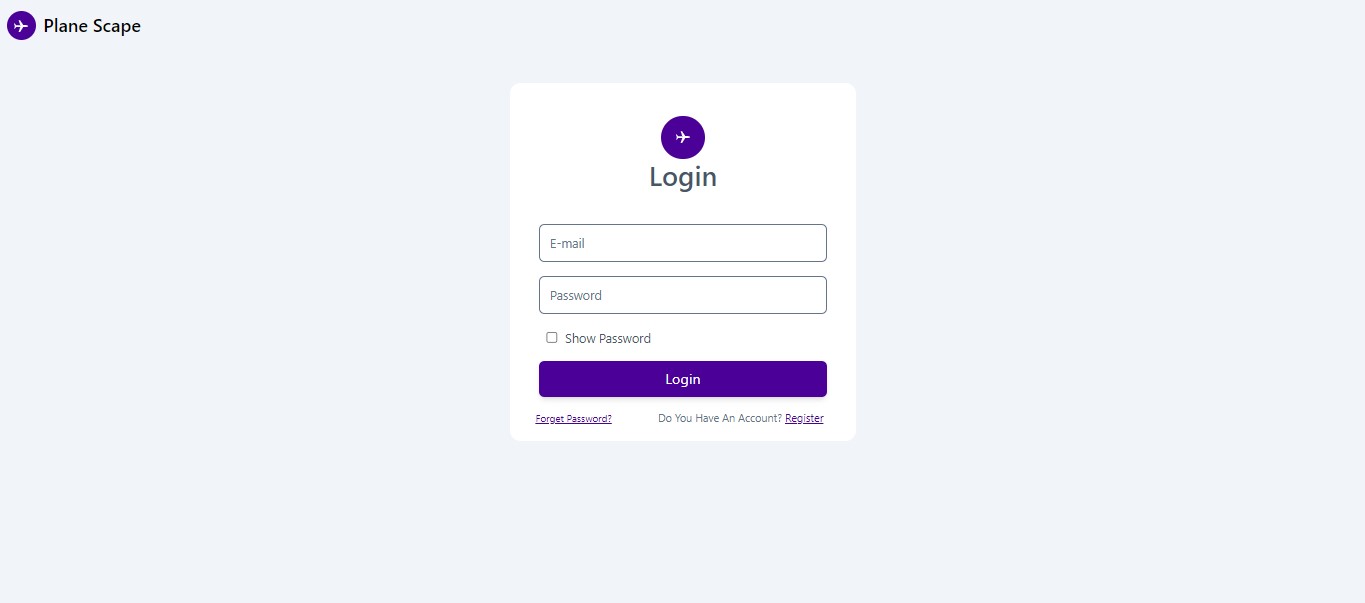 Plane Scape
Login
E-mail
Password
Show Password
Login
Forget Password?
Do You Have An Account? Register